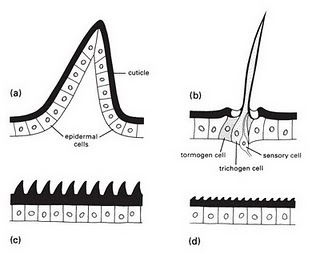 cuticle
(a)
(b)
epidermal
cells
tormogen cell
sensory cell
trichogen cell
(c)
(d)